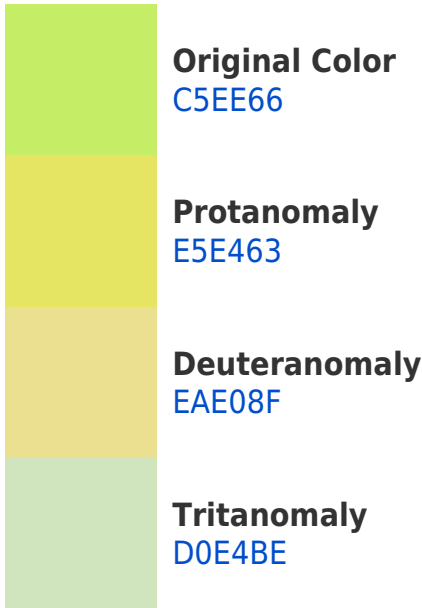 Original Color
C5EE66
Protanomaly
E5E463
Deuteranomaly
EAE08F
Tritanomaly
D0E4BE